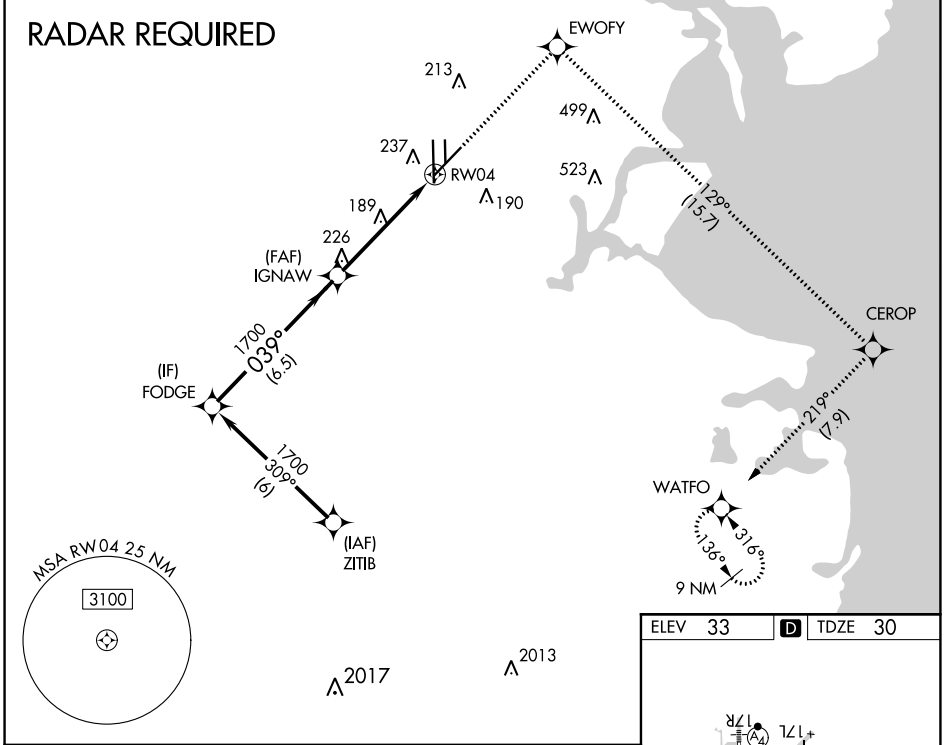 RADAR REQUIRED
EWOFY
213
499
237
RW04
523
190
189
129°
(15.7)
226
(FAF)
IGNAW
CEROP
1700
039°
(6.5)
(IF)
FODGE
219°
(7.9)
1700
309°
(6)
WATFO
(IAF)
ZITIB
136°
316°
9 NM
MSA RW04 25 NM
3100
ELEV 33
D
TDZE 30
2017
2013
17R
A4
17L